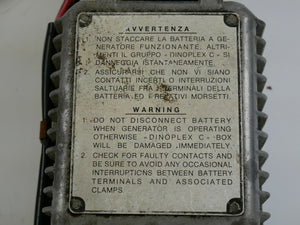 AVVERTENZA
1. NON STACCARE LA BATTERIA A GE-
NERATORE FUNZIONANTE, ALTRI-
MENTI IL GRUPPO - DINOPLEX C - SI
DANNEGGIA ISTANTANEAMENTE.
ASSICURARSI CHE NON VI SIANO
CONTATTI INCERTI O INTERRUZIONI
SALTUARIE FRA I TERMINALI DELLA
BATTERIA ED I RELATIVI MORSETTI.
WARNING
1. DO NOT DISCONNECT BATTERY
WHEN GENERATOR IS OPERATING
OTHERWISE - DINOPLEX C - BOX
WILL BE DAMAGED IMMEDIATELY.
2. CHECK FOR FAULTY CONTACTS AND
BE SURE TO AVOID ANY OCCASIONAL
INTERRUPTIONS BETWEEN BATTERY
TERMINALS AND ASSOCIATED
CLAMPS.